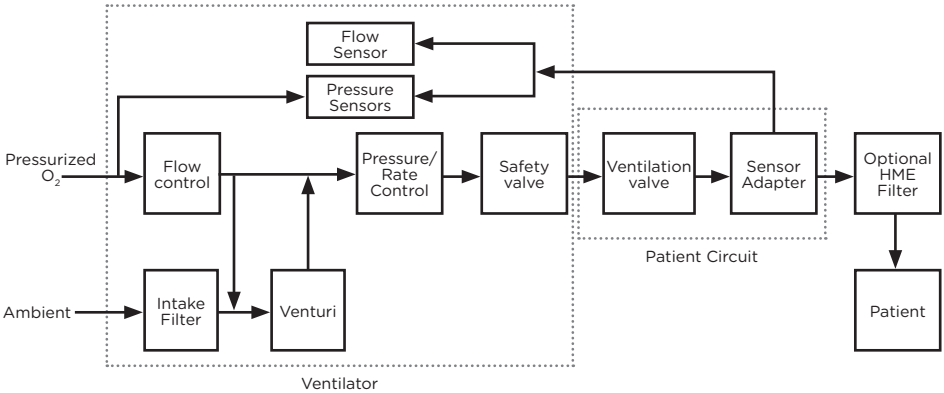 Flow
Sensor
Pressure
Sensors
Pressurized
O₂
Flow
control
Pressure/
Rate
Control
Safety
valve
Ventilation
valve
Sensor
Adapter
Optional
HME
Filter
Patient Circuit
Ambient
Intake
Filter
Venturi
Patient
Ventilator